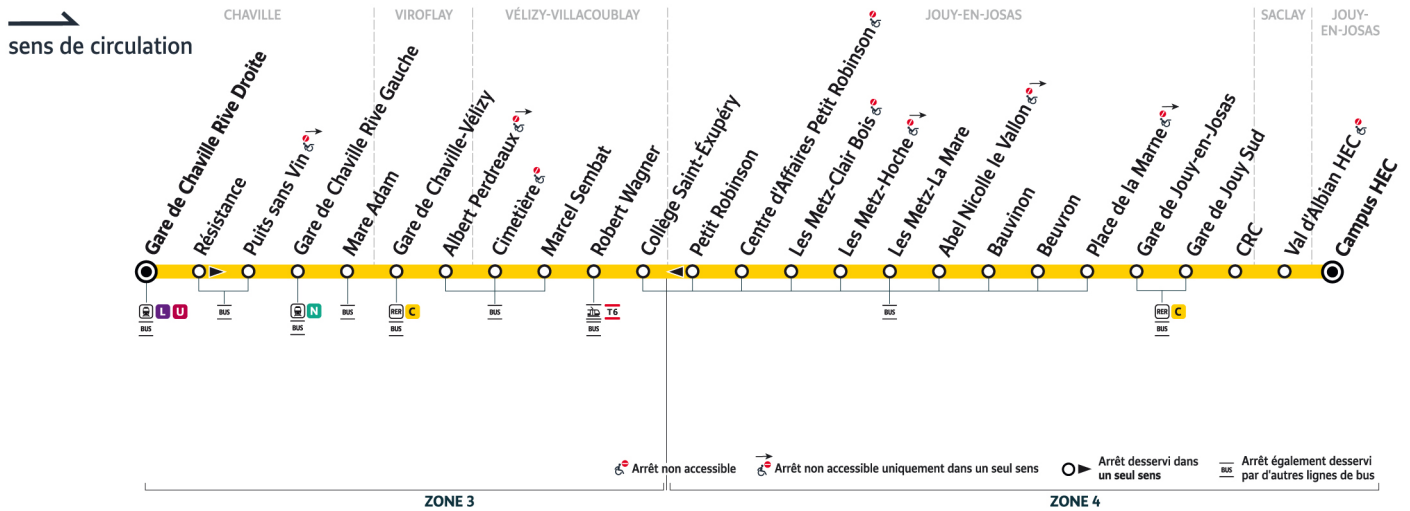 CHAVILLE
VIROFLAY
VÉLIZY-VILLACOUBLAY
JOUY-EN-JOSAS
SACLAY
JOUY-
EN-JOSAS
sens de circulation
Gare de Chaville Rive Droite
Résistance
Puits sans Vin
Gare de Chaville Rive Gauche
Mare Adam
Gare de Chaville-Vélizy
Albert Perdreaux
Cimetière
Marcel Sembat
Robert Wagner
Collège Saint-Éxupéry
Petit Robinson
Centre d'Affaires Petit Robinson
Les Metz-Clair Bois
Les Metz-Hoche
Les Metz-La Mare
Abel Nicolle le Vallon
Bauvinon
Beuvron
Place de la Marne
Gare de Jouy-en-Josas
Gare de Jouy Sud
CRC
Val d'Albian HEC
Campus HEC
L U
BUS
BUS
N
BUS
BUS
RER C
BUS
BUS
T6
BUS
BUS
RER C
BUS
Arrêt non accessible
Arrêt non accessible uniquement dans un seul sens
Arrêt desservi dans
un seul sens
BUS
Arrêt également desservi
par d'autres lignes de bus
ZONE 3
ZONE 4